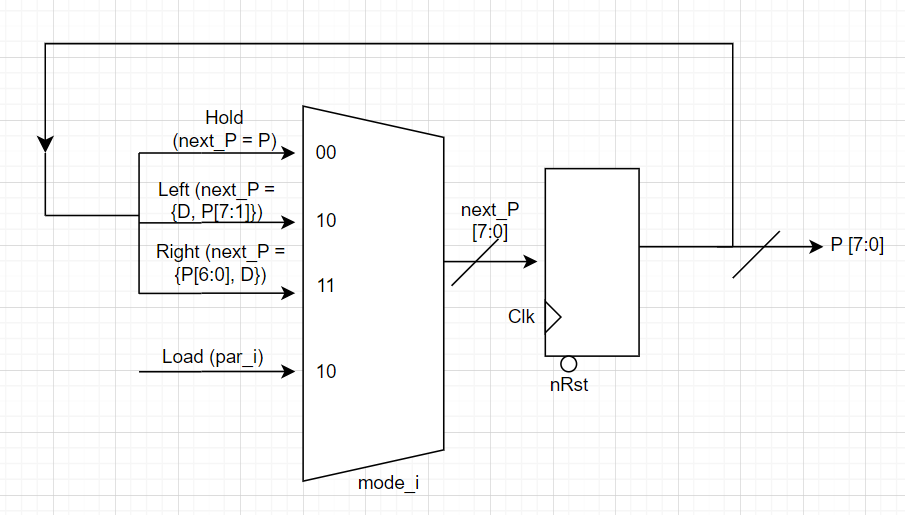 Hold
(next_P = P)
00
Left (next_P =
{D, P[7:1]})
10
Right (next_P =
{P[6:0], D})
11
Load (par_i)
10
mode_i
next_P
[7:0]
Clk
nRst
P [7:0]